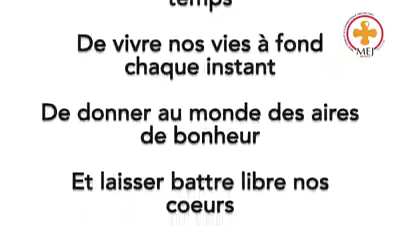 temps
De vivre nos vies à fond
chaque instant
De donner au monde des aires
de bonheur
Et laisser battre libre nos
coeurs
MEJ